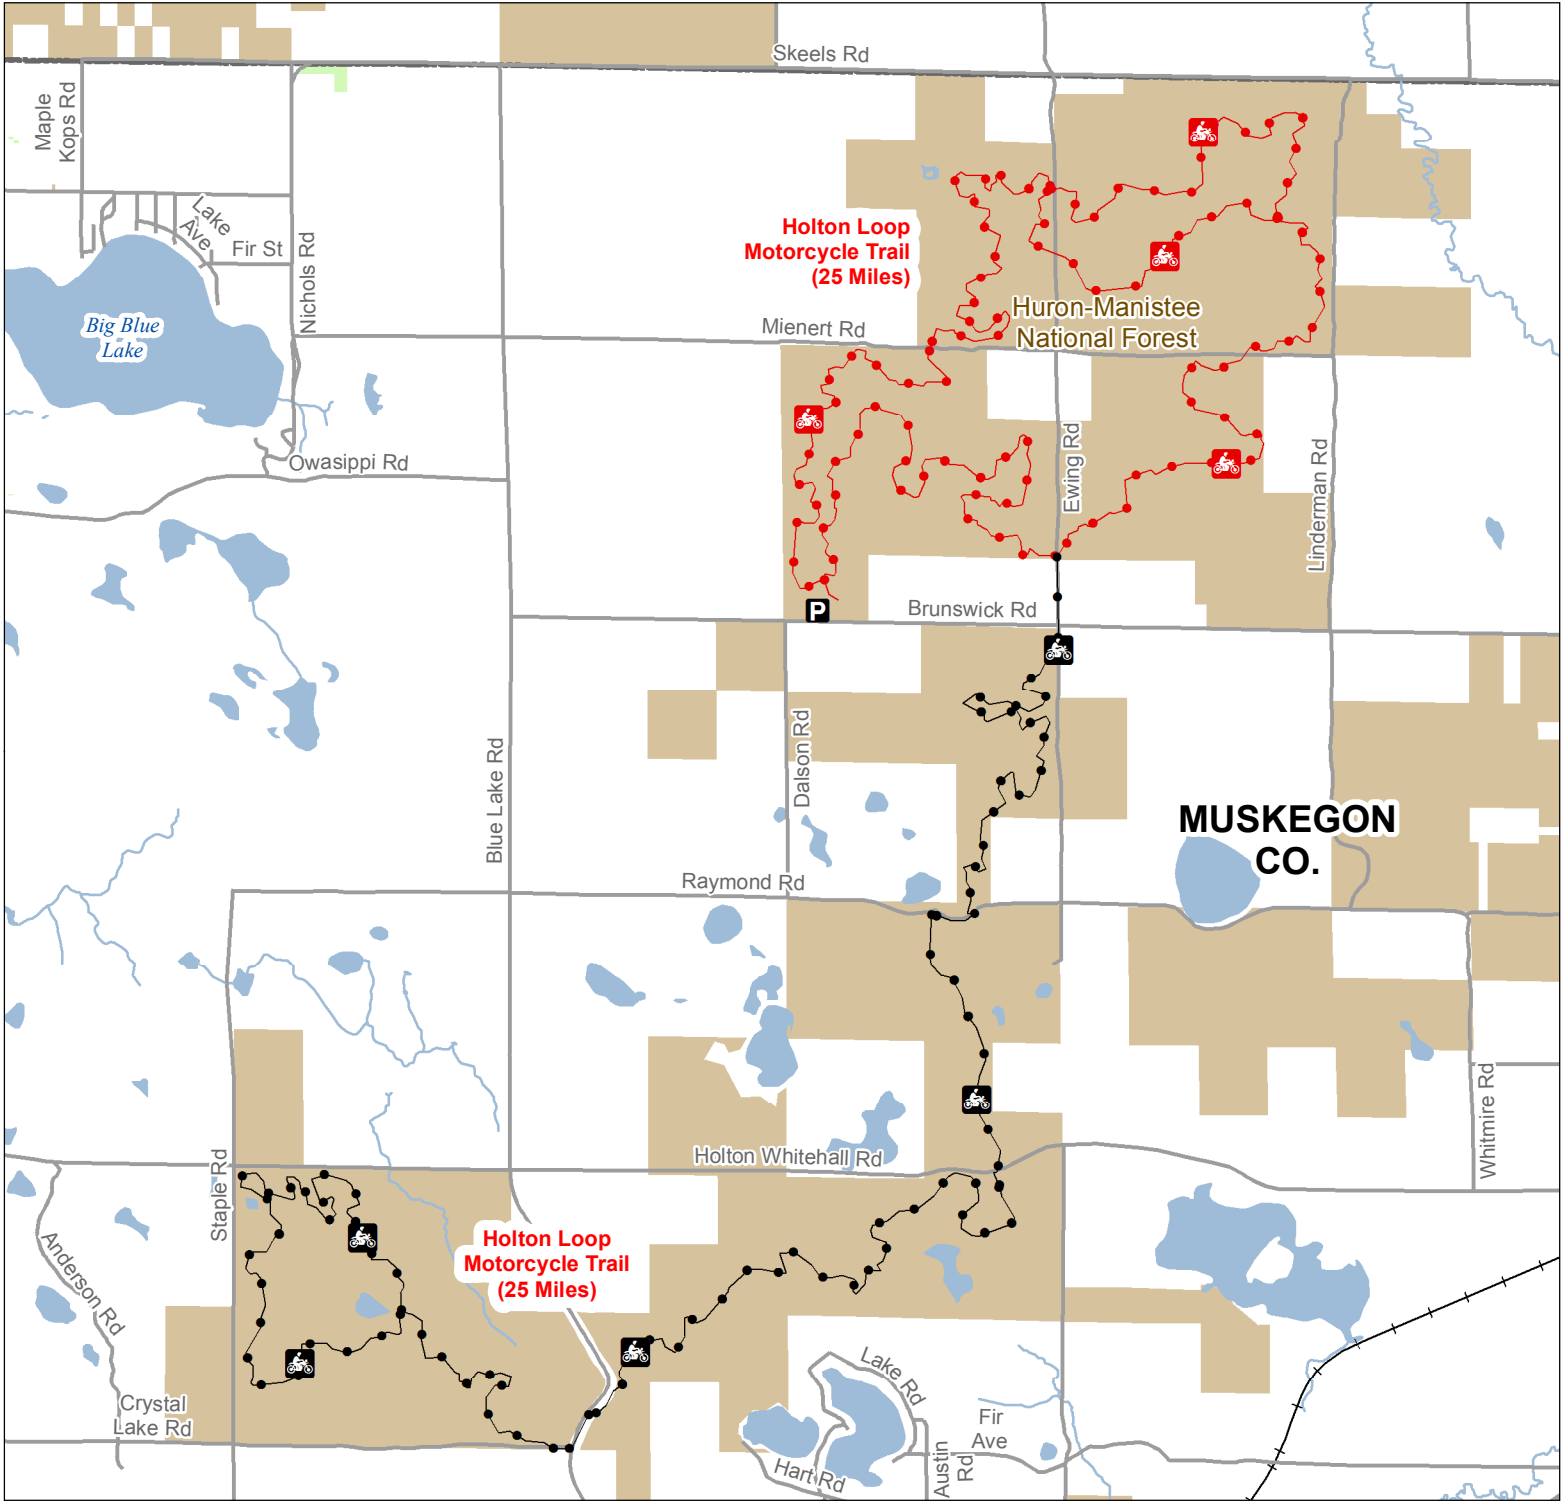 Skeels Rd
Maple
Kops Rd
Lake
Ave
Fir St
Nichols Rd
Holton Loop
Motorcycle Trail
(25 Miles)
Huron-Manistee
National Forest
Big Blue
Lake
Mienert Rd
Owasippi Rd
Ewing Rd
Linderman Rd
P
Brunswick Rd
Blue Lake Rd
Dalson Rd
MUSKEGON
CO.
Raymond Rd
Whitmire Rd
Holton Whitehall Rd
Staple Rd
Anderson Rd
Holton Loop
Motorcycle Trail
(25 Miles)
Crystal
Lake Rd
Lake Rd
Fir
Ave
Hart Rd
Austin
Rd